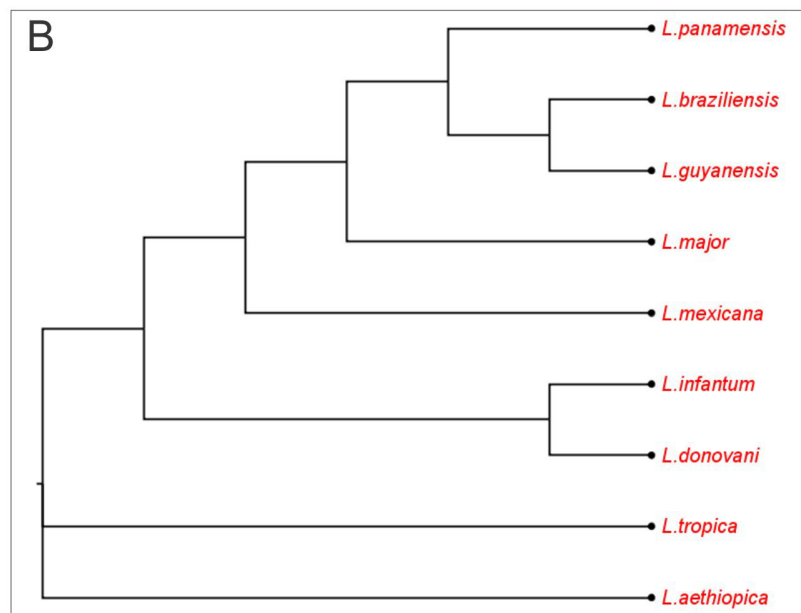 B
L.panamensis
L.braziliensis
L.guyanensis
L.major
L.mexicana
L.infantum
L.donovani
L.tropica
L.aethiopica